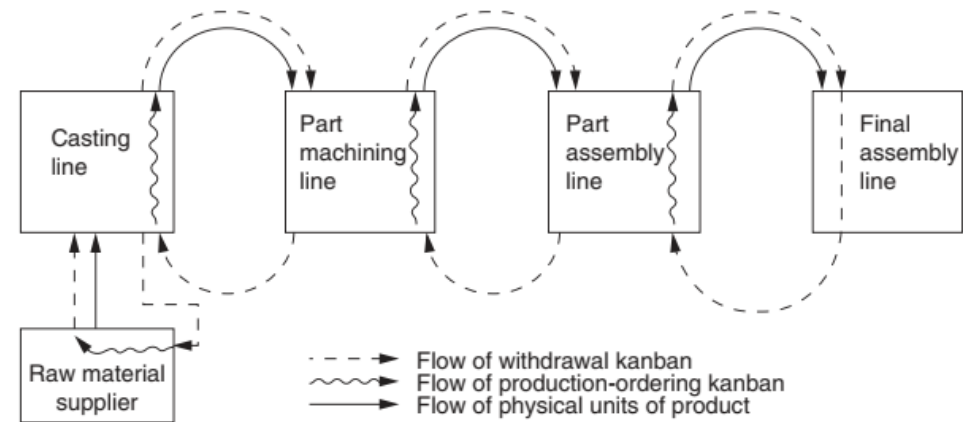 Casting
line
Part
machining
line
Part
assembly
line
Final
assembly
line
Raw material
supplier
Flow of withdrawal kanban
Flow of production-ordering kanban
Flow of physical units of product